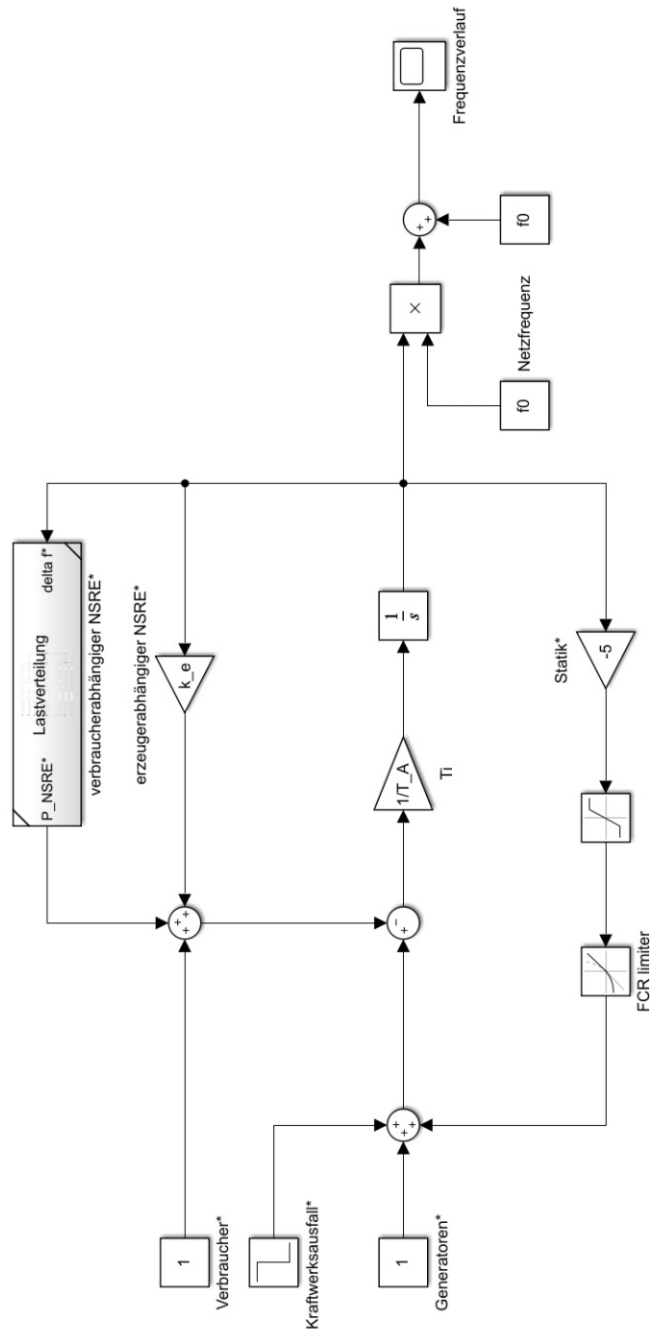 P_NSRE*
Lastverteilung
delta f*
verbraucherabhängiger NSRE*
k_e
erzeugerabhängiger NSRE*
1
Verbraucher*
+
+
+
Kraftwerksausfall*
1
Generatoren*
+
+
+
+
−
1/T_A
Ti
1
s
-5
Statik*
FCR limiter
f0
Netzfrequenz
×
+
+
f0
Frequenzverlauf